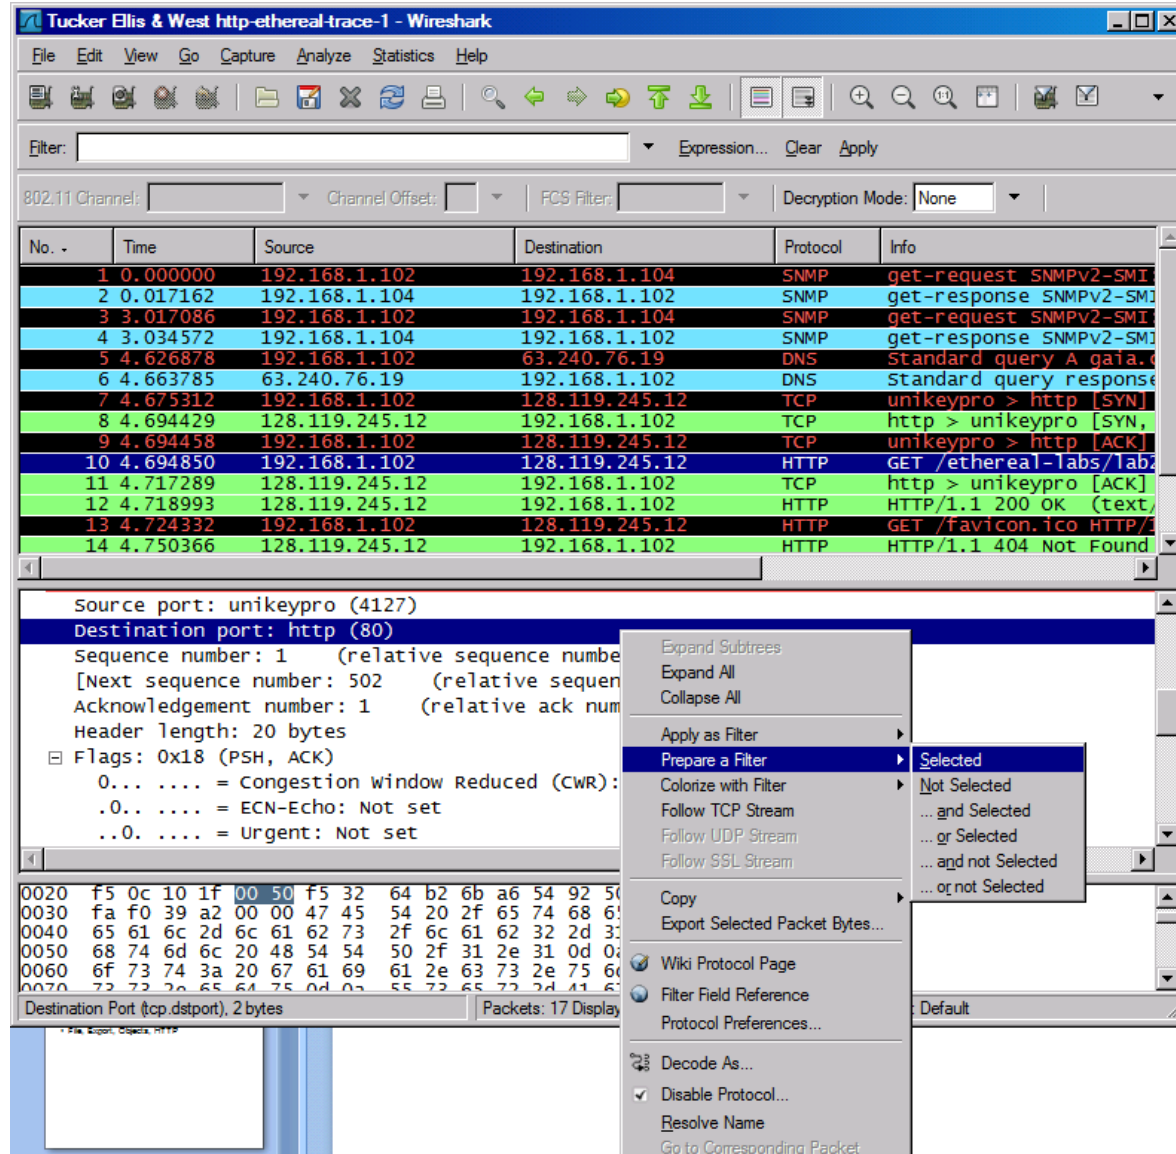 Tucker Ellis & West http-ethereal-trace-1 - Wireshark
File Edit View Go Capture Analyze Statistics Help
Filter: Expression... Clear Apply
802.11 Channel: Channel Offset: FCS Filter: Decryption Mode: None
No. - Time Source Destination Protocol Info
1 0.000000 192.168.1.102 192.168.1.104 SNMP get-request SNMPv2-SMI:
2 0.017162 192.168.1.104 192.168.1.102 SNMP get-response SNMPv2-SMI
3 3.017086 192.168.1.102 192.168.1.104 SNMP get-request SNMPv2-SMI:
4 3.034572 192.168.1.104 192.168.1.102 SNMP get-response SNMPv2-SMI
5 4.626878 192.168.1.102 63.240.76.19 DNS Standard query A gaia.c
6 4.663785 63.240.76.19 192.168.1.102 DNS Standard query response
7 4.675312 192.168.1.102 128.119.245.12 TCP unikeypro > http [SYN]
8 4.694429 128.119.245.12 192.168.1.102 TCP http > unikeypro [SYN,
9 4.694458 192.168.1.102 128.119.245.12 TCP unikeypro > http [ACK]
10 4.694850 192.168.1.102 128.119.245.12 HTTP GET /ethereal-labs/lab2
11 4.717289 128.119.245.12 192.168.1.102 TCP http > unikeypro [ACK]
12 4.718993 128.119.245.12 192.168.1.102 HTTP HTTP/1.1 200 OK (text/
13 4.724332 192.168.1.102 128.119.245.12 HTTP GET /favicon.ico HTTP/1
14 4.750366 128.119.245.12 192.168.1.102 HTTP HTTP/1.1 404 Not Found
Source port: unikeypro (4127)
Destination port: http (80)
Sequence number: 1 (relative sequence numbe
[Next sequence number: 502 (relative sequen
Acknowledgement number: 1 (relative ack num
Header length: 20 bytes
Flags: 0x18 (PSH, ACK)
0... .... = Congestion Window Reduced (CWR):
.0.. .... = ECN-Echo: Not set
..0. .... = Urgent: Not set
Expand Subtrees
Expand All
Collapse All
Apply as Filter
Prepare a Filter
Colorize with Filter
Follow TCP Stream
Follow UDP Stream
Follow SSL Stream
Copy
Export Selected Packet Bytes...
Wiki Protocol Page
Filter Field Reference
Protocol Preferences...
Decode As...
Disable Protocol...
Resolve Name
Go to Corresponding Packet
Selected
Not Selected
... and Selected
... or Selected
... and not Selected
... or not Selected
0020 f5 0c 10 1f 00 50 f5 32 64 b2 6b a6 54 92 50
0030 fa f0 39 a2 00 00 47 45 54 20 2f 65 74 68 65
0040 65 61 6c 2d 6c 61 62 73 2f 6c 61 62 32 2d 31
0050 68 74 6d 6c 20 48 54 54 50 2f 31 2e 31 0d 0a
0060 6f 73 74 3a 20 67 61 69 61 2e 63 73 2e 75 6d
0070 73 73 2e 65 64 75 0d 0a 55 73 65 72 2d 41 67
Destination Port (tcp.dstport), 2 bytes Packets: 17 Display : Default
• File, Export, Objects, HTTP